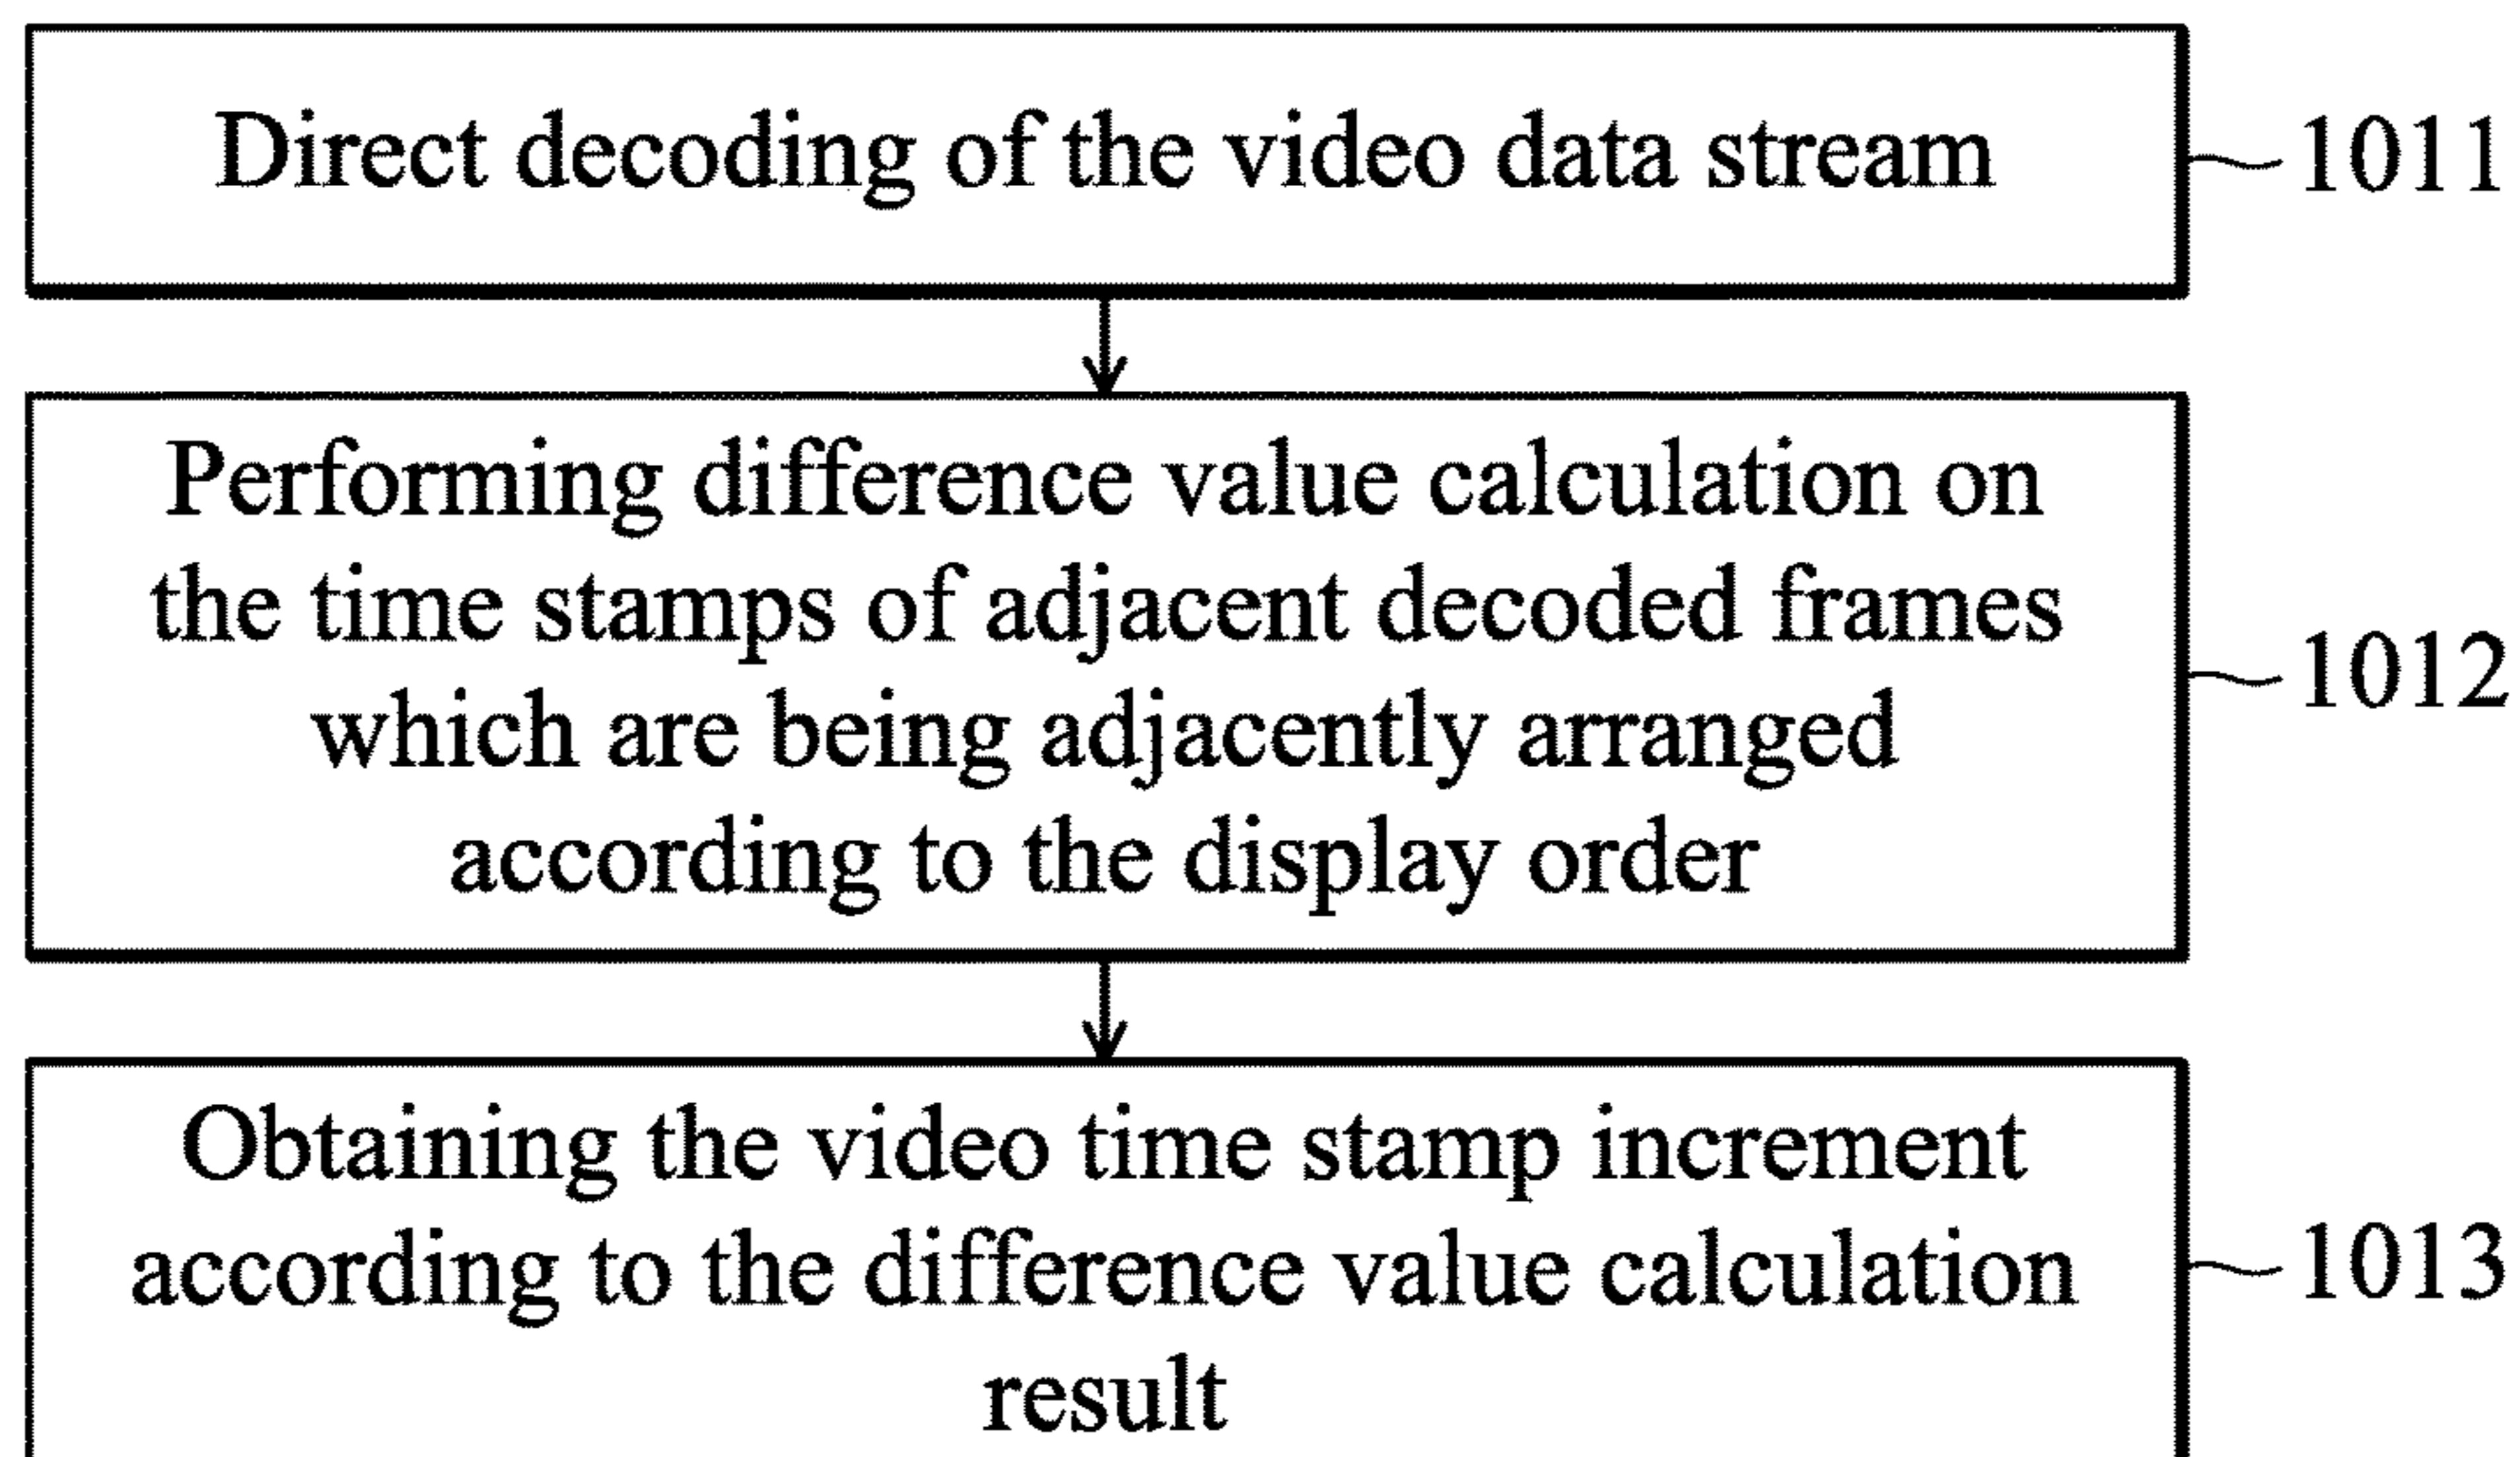 Direct decoding of the video data stream
1011
Performing difference value calculation on
the time stamps of adjacent decoded frames
which are being adjacently arranged
according to the display order
1012
Obtaining the video time stamp increment
according to the difference value calculation
result
1013